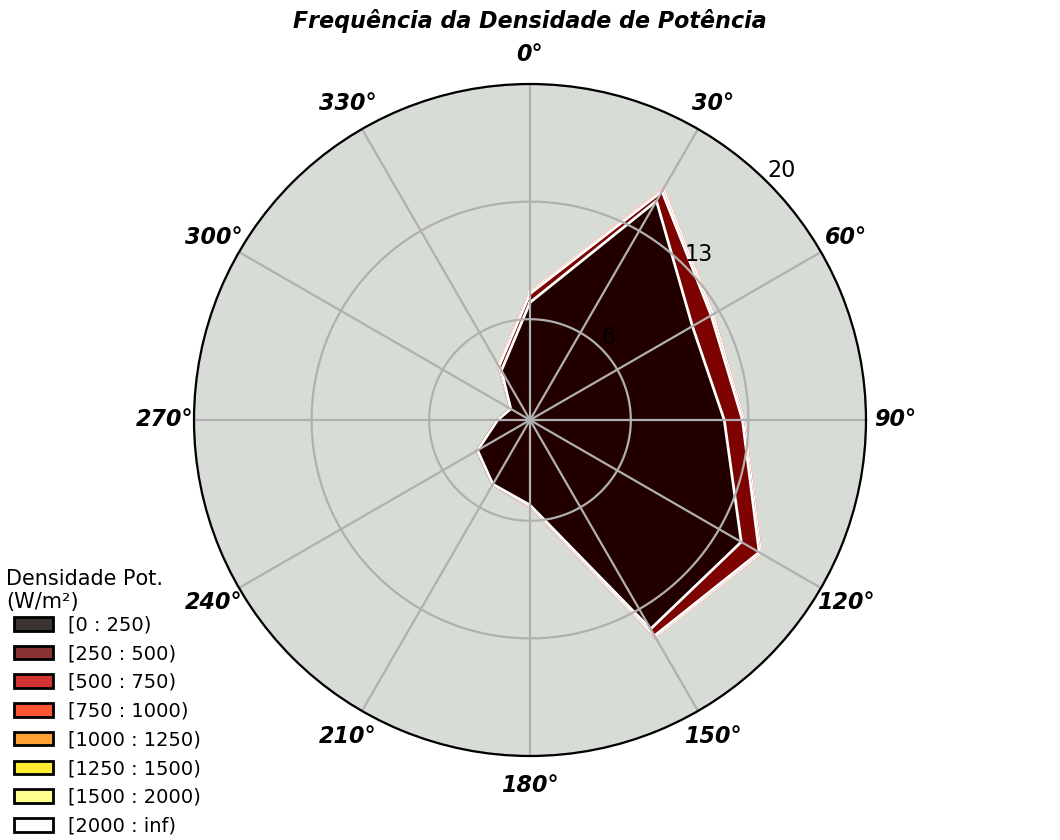 Frequência da Densidade de Potência
0°
330°
30°
20
300°
60°
13
6
270°
90°
240°
120°
210°
150°
180°
Densidade Pot.
(W/m²)
[0 : 250)
[250 : 500)
[500 : 750)
[750 : 1000)
[1000 : 1250)
[1250 : 1500)
[1500 : 2000)
[2000 : inf)